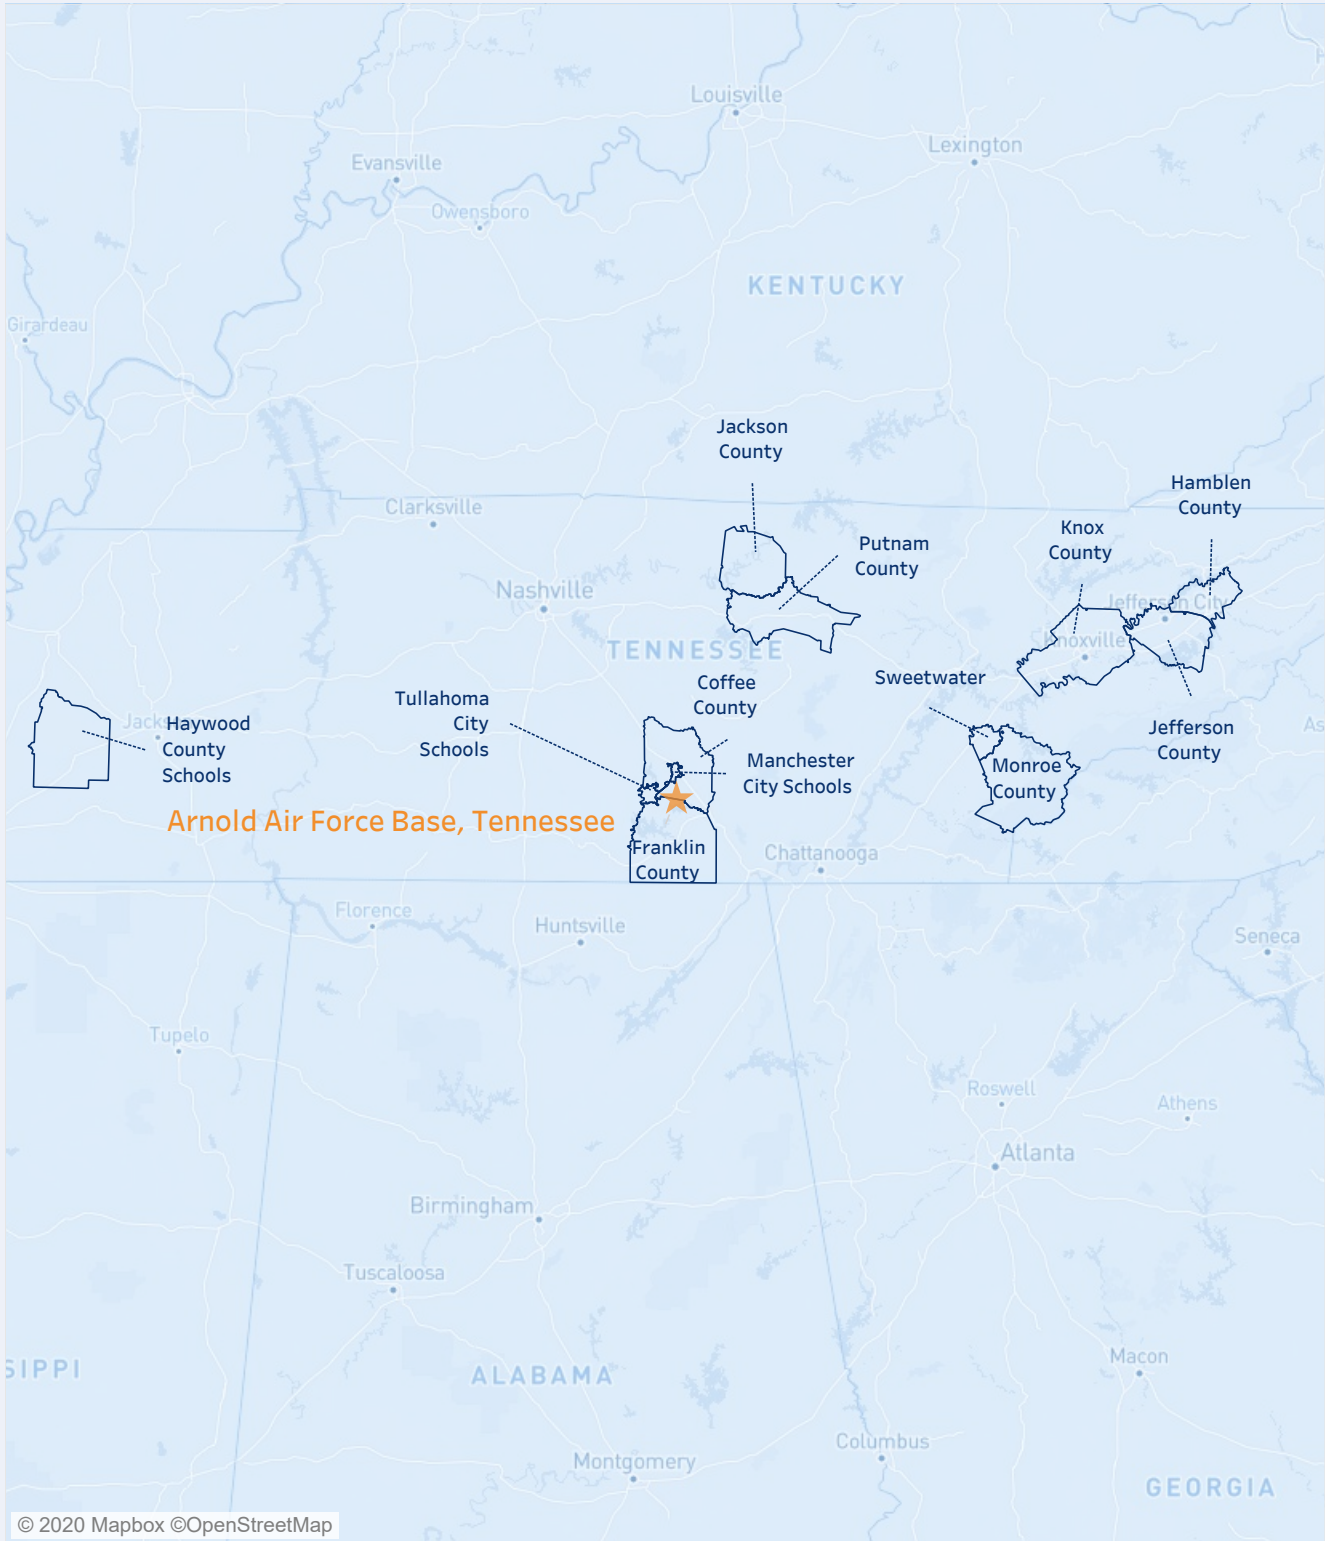 Louisville
Lexington
Evansville
Owensboro
KENTUCKY
Girardeau
Jackson
County
Hamblen
County
Clarksville
Knox
County
Putnam
County
Nashville
Jefferson City
Knoxville
TENNESSEE
Sweetwater
Coffee
County
Tullahoma
City
Schools
Jackson
Haywood
County
Schools
As
Jefferson
County
Manchester
City Schools
Monroe
County
Arnold Air Force Base, Tennessee
Franklin
County
Chattanooga
Florence
Huntsville
Seneca
Tupelo
Roswell
Athens
Atlanta
Birmingham
Tuscaloosa
SIPPI
ALABAMA
Macon
Columbus
Montgomery
GEORGIA
© 2020 Mapbox ©OpenStreetMap